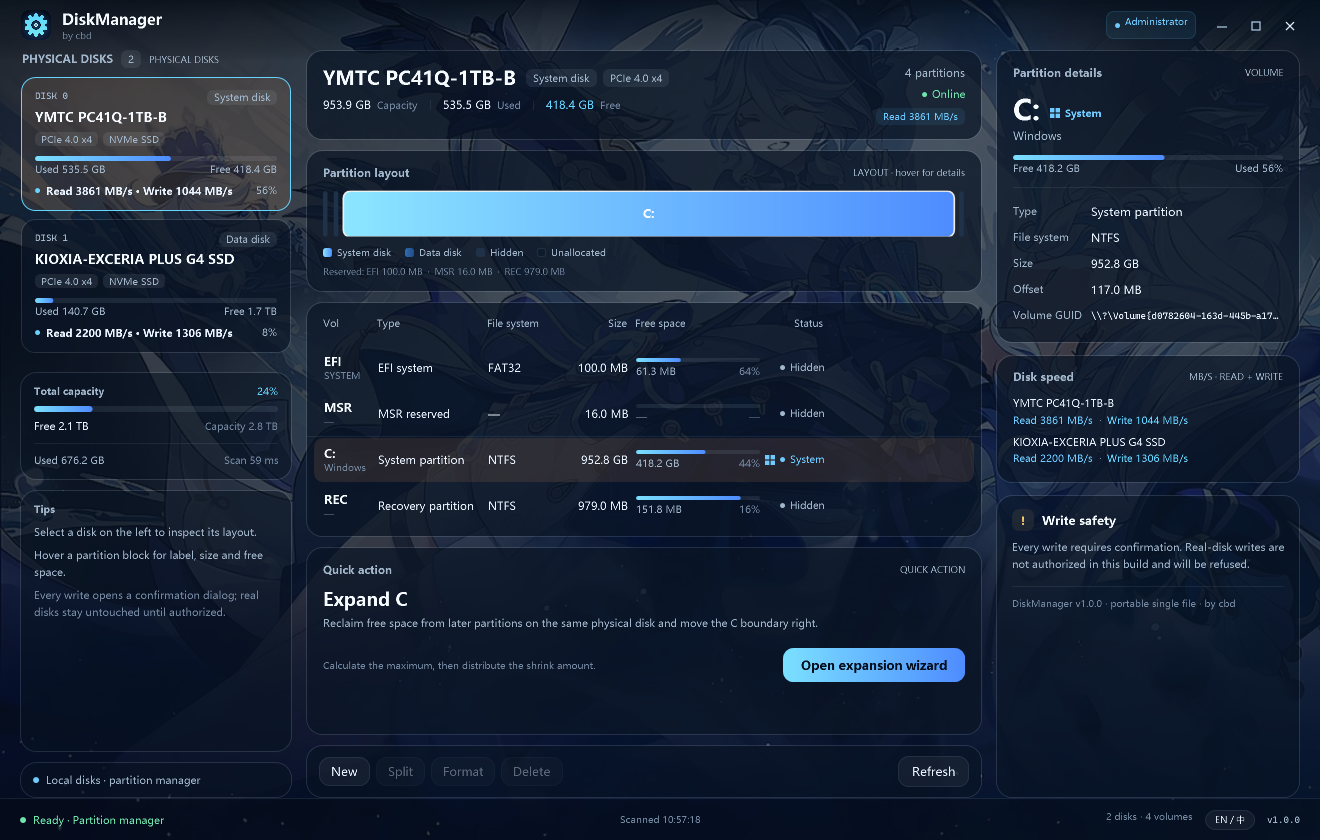 DiskManager
by cbd
Administrator
PHYSICAL DISKS 2 PHYSICAL DISKS
DISK 0 System disk
YMTC PC41Q-1TB-B
PCIe 4.0 x4 NVMe SSD
Used 535.5 GB Free 418.4 GB
Read 3861 MB/s • Write 1044 MB/s 56%
DISK 1 Data disk
KIOXIA-EXCERIA PLUS G4 SSD
PCIe 4.0 x4 NVMe SSD
Used 140.7 GB Free 1.7 TB
Read 2200 MB/s • Write 1306 MB/s 8%
Total capacity 24%
Free 2.1 TB Capacity 2.8 TB
Used 676.2 GB Scan 59 ms
Tips
Select a disk on the left to inspect its layout.
Hover a partition block for label, size and free
space.
Every write opens a confirmation dialog; real
disks stay untouched until authorized.
Local disks · partition manager
YMTC PC41Q-1TB-B System disk PCIe 4.0 x4 4 partitions
Online
953.9 GB Capacity 535.5 GB Used 418.4 GB Free
Read 3861 MB/s
Partition layout LAYOUT · hover for details
C:
System disk Data disk Hidden Unallocated
Reserved: EFI 100.0 MB · MSR 16.0 MB · REC 979.0 MB
Vol Type File system Size Free space Status
EFI
SYSTEM EFI system FAT32 100.0 MB 61.3 MB 64% Hidden
MSR
— MSR reserved — 16.0 MB — — Hidden
C:
Windows System partition NTFS 952.8 GB 418.2 GB 44% System
REC
— Recovery partition NTFS 979.0 MB 151.8 MB 16% Hidden
Quick action QUICK ACTION
Expand C
Reclaim free space from later partitions on the same physical disk and move the C boundary right.
Calculate the maximum, then distribute the shrink amount. Open expansion wizard
New Split Format Delete Refresh
Partition details VOLUME
C: System
Windows
Free 418.2 GB Used 56%
Type System partition
File system NTFS
Size 952.8 GB
Offset 117.0 MB
Volume GUID \\?\Volume{d0782604-163d-445b-a17…
Disk speed MB/S · READ + WRITE
YMTC PC41Q-1TB-B
Read 3861 MB/s · Write 1044 MB/s
KIOXIA-EXCERIA PLUS G4 SSD
Read 2200 MB/s · Write 1306 MB/s
! Write safety
Every write requires confirmation. Real-disk writes are
not authorized in this build and will be refused.
DiskManager v1.0.0 · portable single file · by cbd
Ready · Partition manager Scanned 10:57:18 2 disks · 4 volumes EN / 中 v1.0.0